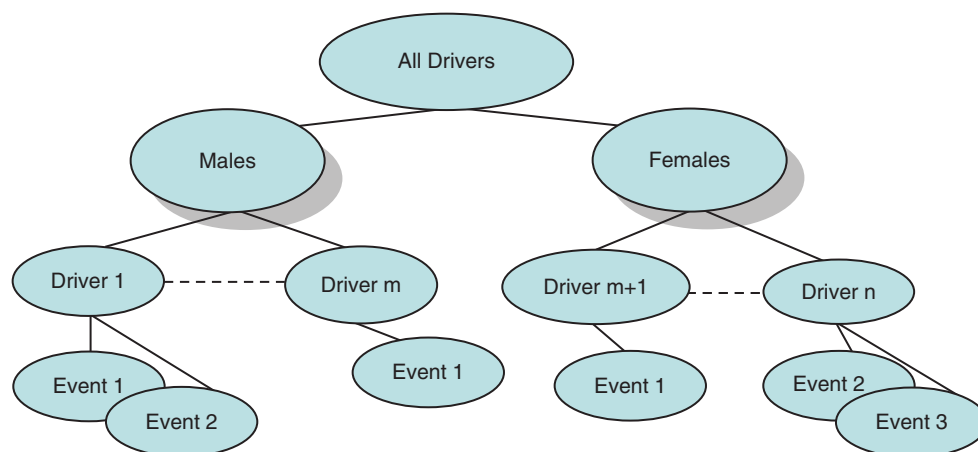 All Drivers
Males
Females
Driver 1
Driver m
Driver m+1
Driver n
Event 1
Event 2
Event 1
Event 1
Event 2
Event 3